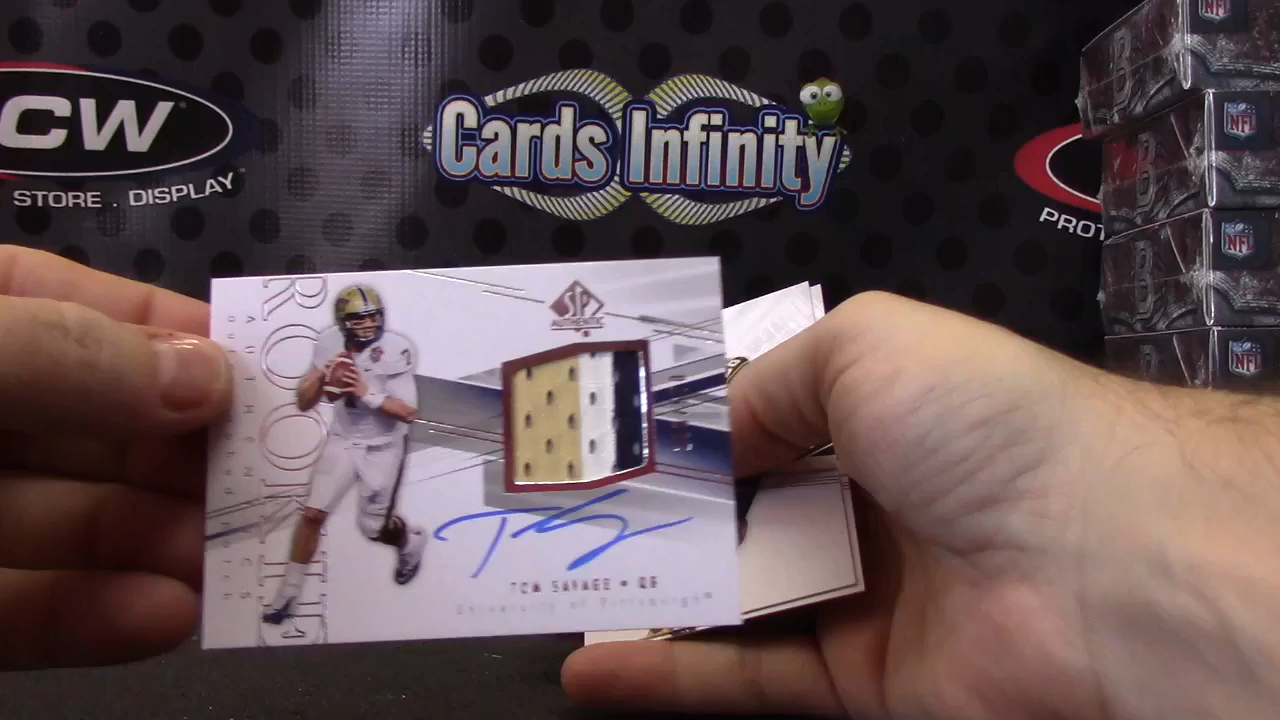 CW
STORE . DISPLAY
Cards Infinity
PROT
NFL
NFL
NFL
NFL
ROOKIE
AUTHENTICS
SP
AUTHENTIC
TOM SAVAGE • QB
University of Pittsburgh